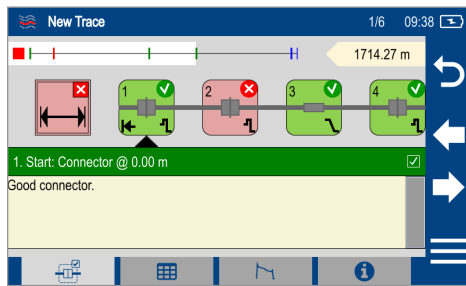 New Trace 1/6 09:38
1714.27 m
1 2 3 4
1. Start: Connector @ 0.00 m
Good connector.